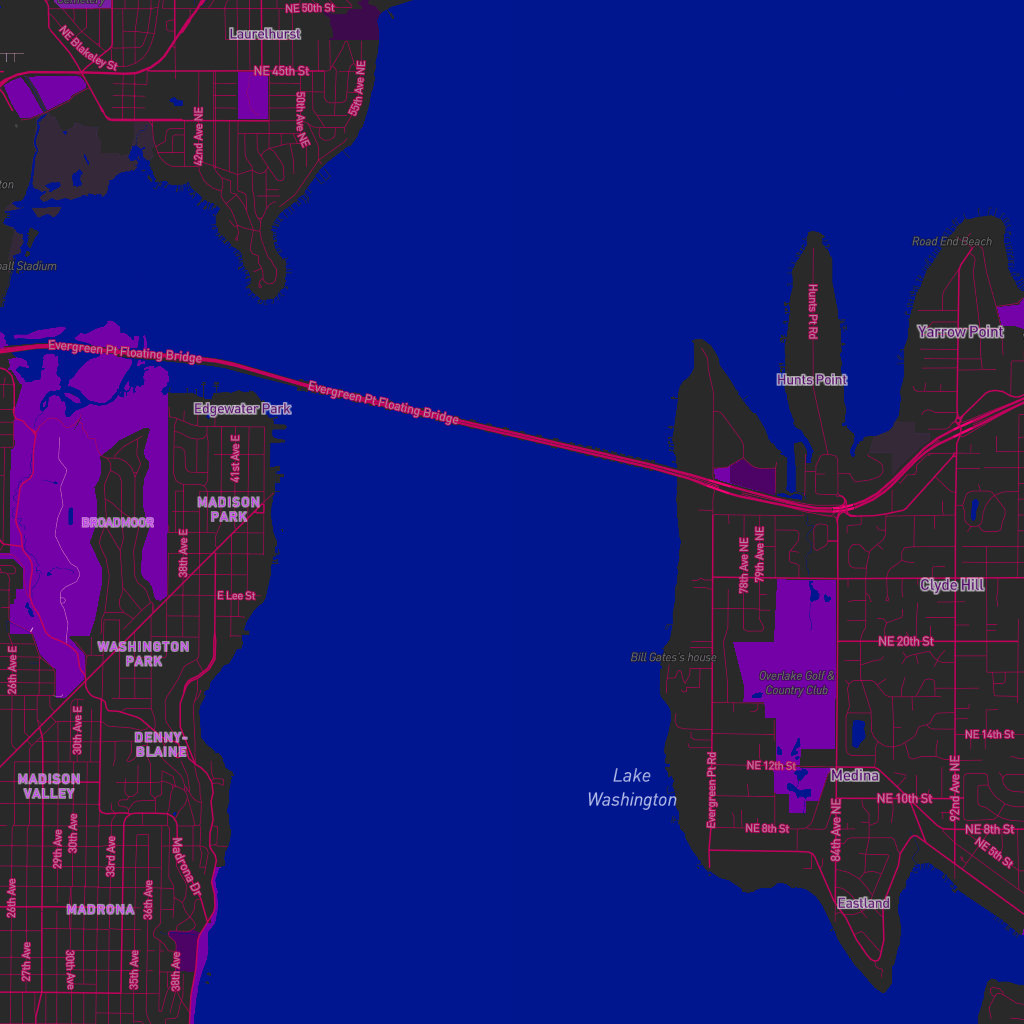 Cemetery
NE 50th St
Laurelhurst
NE Blakeley St
NE 45th St
55th Ave NE
50th Ave NE
42nd Ave NE
ton
ball Stadium
Road End Beach
Hunts Pt Rd
Yarrow Point
Evergreen Pt Floating Bridge
Hunts Point
Evergreen Pt Floating Bridge
Edgewater Park
41st Ave E
MADISON
PARK
BROADMOOR
38th Ave E
78th Ave NE
79th Ave NE
Clyde Hill
E Lee St
NE 20th St
WASHINGTON
PARK
26th Ave E
Bill Gates's house
Overlake Golf &
Country Club
30th Ave E
DENNY-
BLAINE
NE 14th St
NE 12th St
Medina
MADISON
VALLEY
Lake
Washington
Evergreen Pt Rd
92nd Ave NE
NE 10th St
NE 8th St
NE 8th St
84th Ave NE
NE 5th St
29th Ave
30th Ave
33rd Ave
Madrona Dr
26th Ave
36th Ave
MADRONA
Eastland
27th Ave
30th Ave
35th Ave
38th Ave